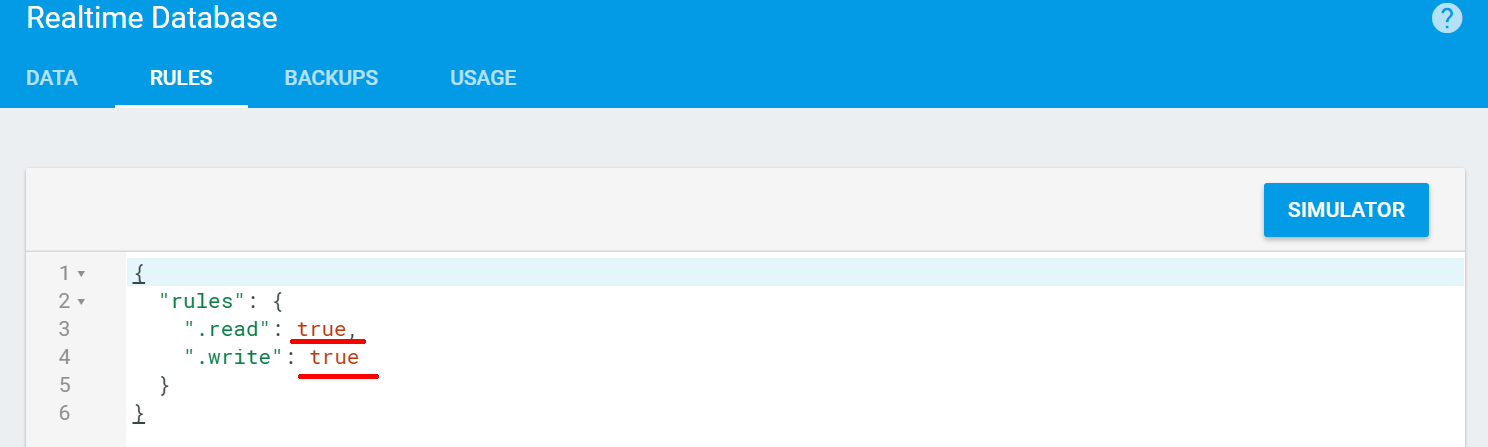 Realtime Database
?
DATA RULES BACKUPS USAGE
SIMULATOR
1 {
2 "rules": {
3 ".read": true,
4 ".write": true
5 }
6 }